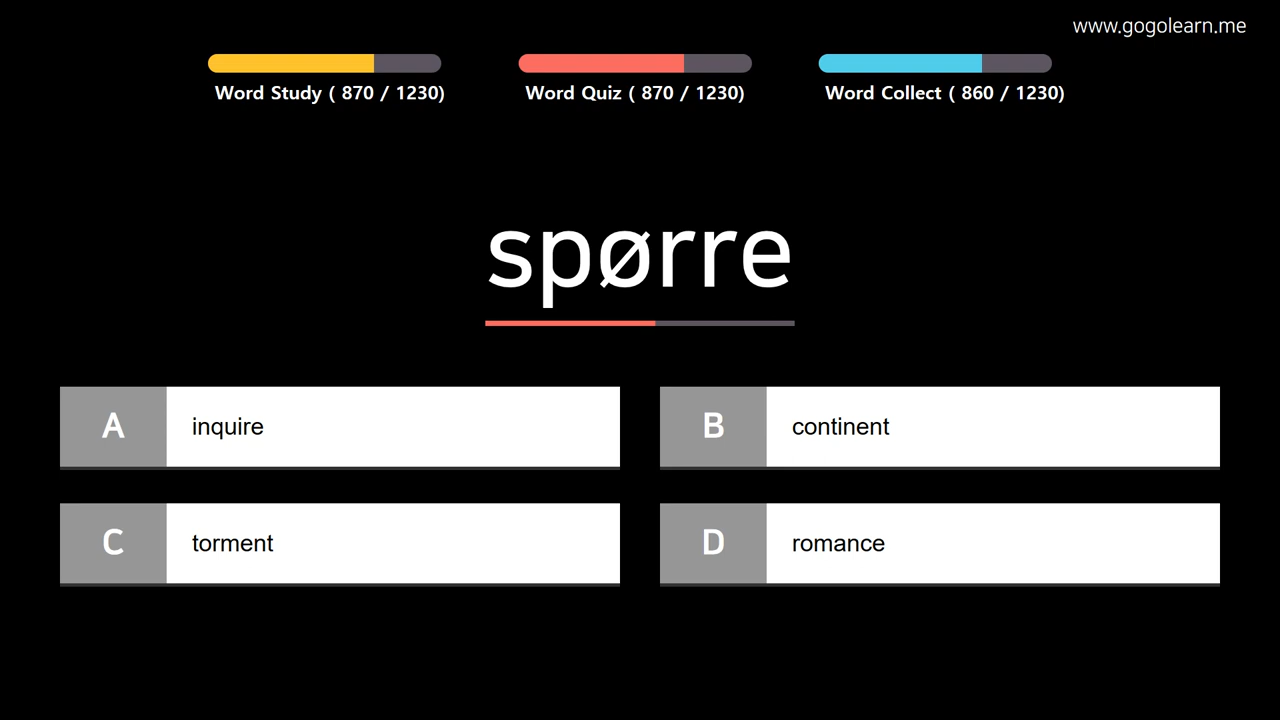 www.gogolearn.me
Word Study ( 870 / 1230)
Word Quiz ( 870 / 1230)
Word Collect ( 860 / 1230)
spørre
A inquire
B continent
C torment
D romance